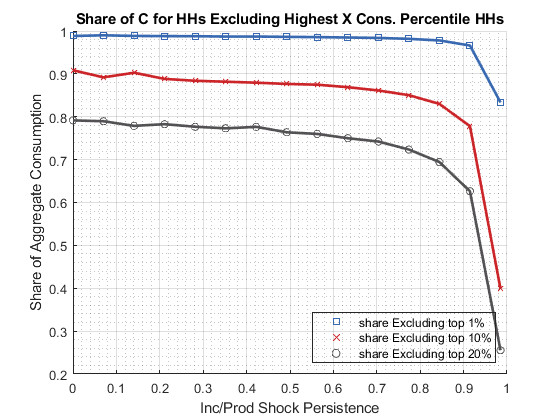 Share of C for HHs Excluding Highest X Cons. Percentile HHs
1
0.9
0.8
0.7
0.6
0.5
0.4
0.3
0.2
Share of Aggregate Consumption
share Excluding top 1%
share Excluding top 10%
share Excluding top 20%
0 0.1 0.2 0.3 0.4 0.5 0.6 0.7 0.8 0.9 1
Inc/Prod Shock Persistence